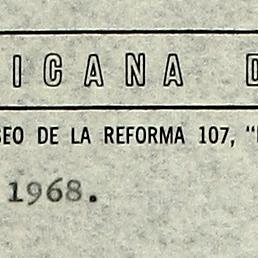 ICANA D
SEO DE LA REFORMA 107, "
1968.